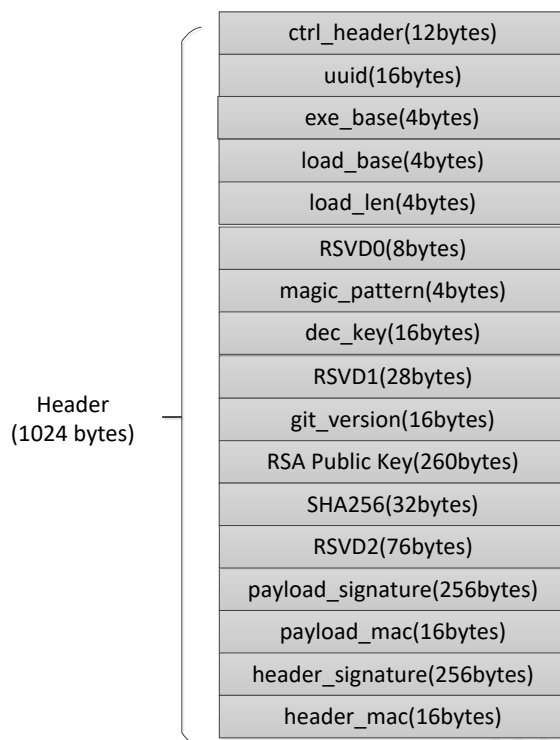 ctrl_header(12bytes)
uuid(16bytes)
exe_base(4bytes)
load_base(4bytes)
load_len(4bytes)
RSVD0(8bytes)
magic_pattern(4bytes)
dec_key(16bytes)
RSVD1(28bytes)
Header
(1024 bytes)
git_version(16bytes)
RSA Public Key(260bytes)
SHA256(32bytes)
RSVD2(76bytes)
payload_signature(256bytes)
payload_mac(16bytes)
header_signature(256bytes)
header_mac(16bytes)